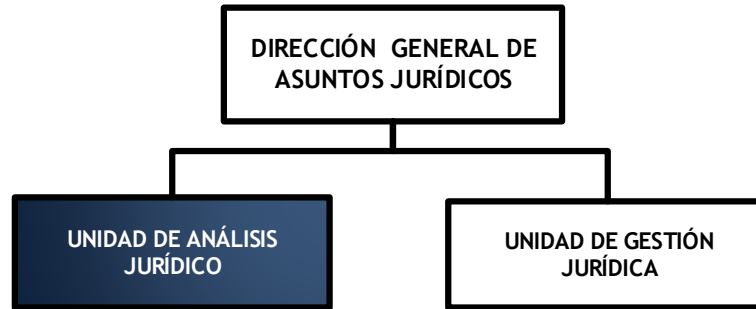 DIRECCIÓN GENERAL DE
ASUNTOS JURÍDICOS
UNIDAD DE ANÁLISIS
JURÍDICO
UNIDAD DE GESTIÓN
JURÍDICA